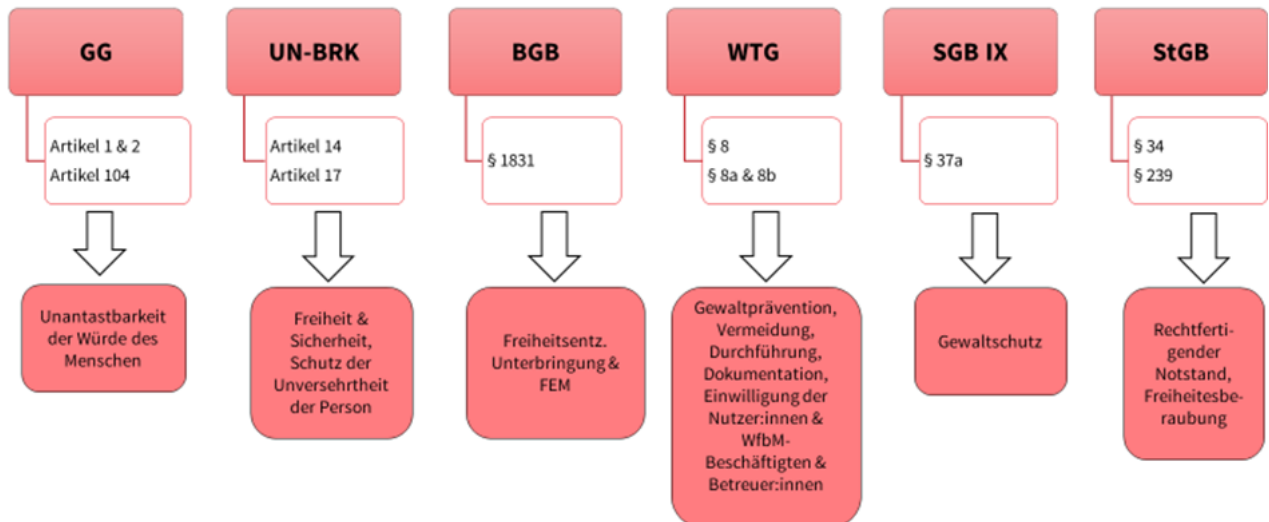 GG
UN-BRK
BGB
WTG
SGB IX
StGB
Artikel 1 & 2
Artikel 104
Artikel 14
Artikel 17
§ 1831
§ 8
§ 8a & 8b
§ 37a
§ 34
§ 239
Unantastbarkeit
der Würde des
Menschen
Freiheit &
Sicherheit,
Schutz der
Unversehrtheit
der Person
Freiheitsentz.
Unterbringung &
FEM
Gewaltprävention,
Vermeidung,
Durchführung,
Dokumentation,
Einwilligung der
Nutzer:innen &
WfbM-
Beschäftigten &
Betreuer:innen
Gewaltschutz
Rechtferti-
gender
Notstand,
Freiheitesbe-
raubung